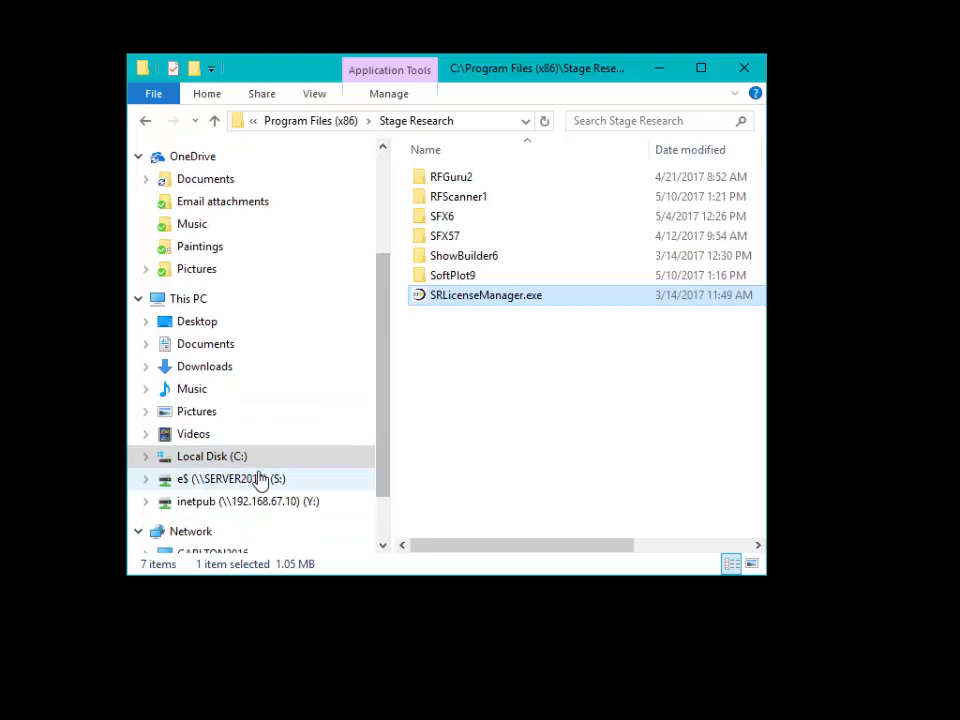 Application Tools
C:\Program Files (x86)\Stage Rese...
File
Home
Share
View
Manage
« Program Files (x86) > Stage Research
Search Stage Research
OneDrive
Documents
Email attachments
Music
Paintings
Pictures
This PC
Desktop
Documents
Downloads
Music
Pictures
Videos
Local Disk (C:)
e$ (\\SERVER201 (S:)
inetpub (\\192.168.67.10) (Y:)
Network
CARLTON2016
Name
Date modified
RFGuru2
4/21/2017 8:52 AM
RFScanner1
5/10/2017 1:21 PM
SFX6
5/4/2017 12:26 PM
SFX57
4/12/2017 9:54 AM
ShowBuilder6
3/14/2017 12:30 PM
SoftPlot9
5/10/2017 1:16 PM
SRLicenseManager.exe
3/14/2017 11:49 AM
7 items
1 item selected 1.05 MB